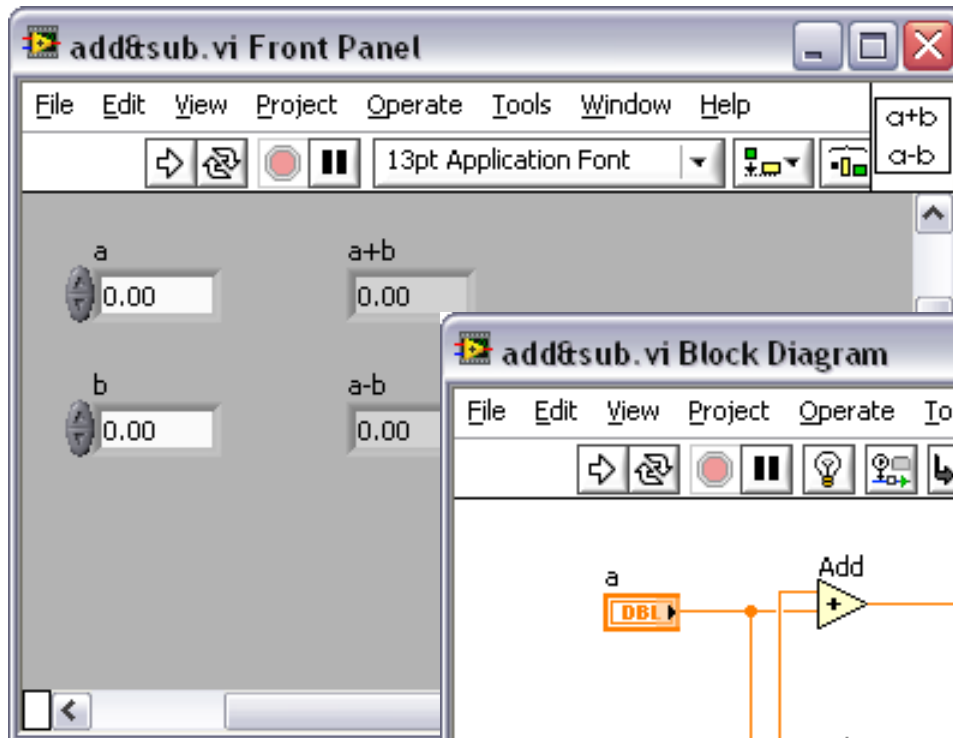 add&sub.vi Front Panel
File Edit View Project Operate Tools Window Help
a+b
a-b
13pt Application Font
a
0.00
a+b
0.00
b
0.00
a-b
0.00
add&sub.vi Block Diagram
File Edit View Project Operate To
a
DBL
Add
+